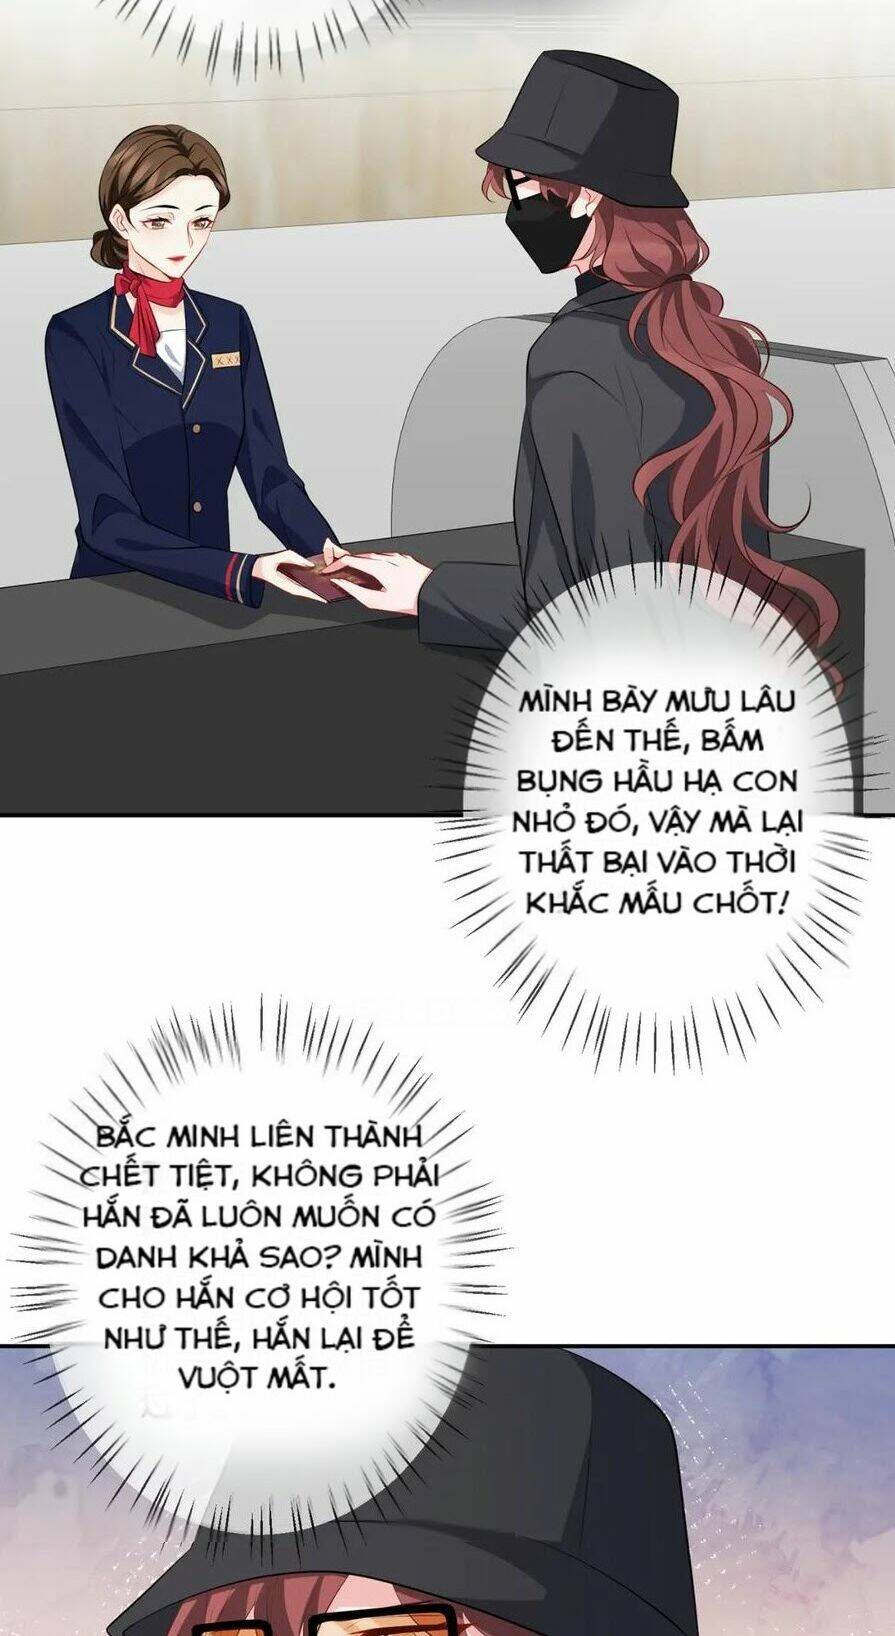 XXX
MÌNH BÀY MƯU LÂU
ĐẾN THẾ, BẤM
BỤNG HẦU HẠ CON
NHỎ ĐÓ, VẬY MÀ LẠI
THẤT BẠI VÀO THỜI
KHẮC MẤU CHỐT!
BẮC MINH LIÊN THÀNH
CHẾT TIỆT, KHÔNG PHẢI
HẮN ĐÃ LUÔN MUỐN CÓ
DANH KHẢ SAO? MÌNH
CHO HẮN CƠ HỘI TỐT
NHƯ THẾ, HẮN LẠI ĐỂ
VUỘT MẤT.